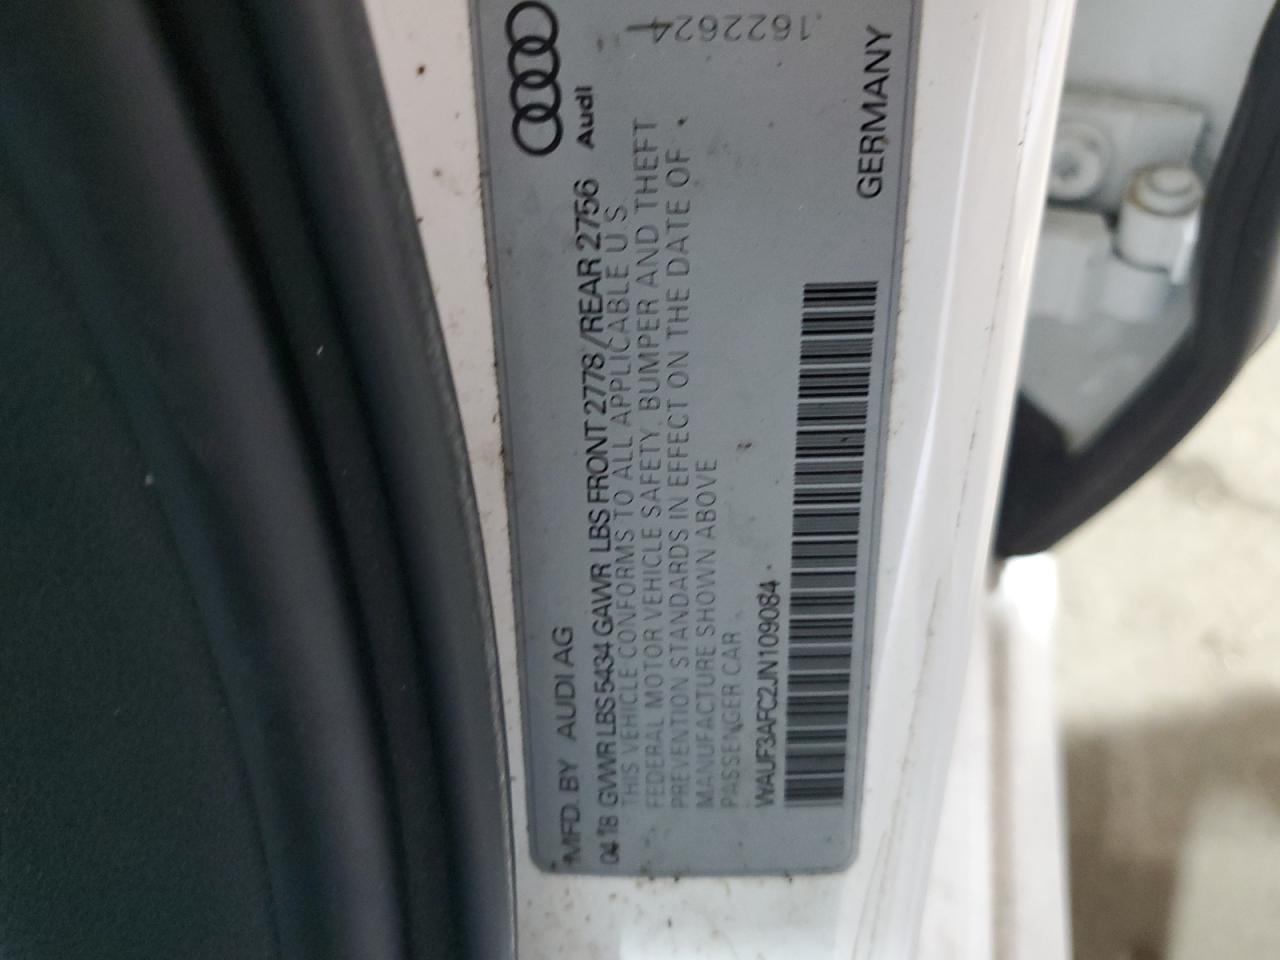 MFD. BY AUDI AG
Audi
04.18 GVWR LBS 5434 GAWR LBS FRONT 2778/REAR 2756
THIS VEHICLE CONFORMS TO ALL APPLICABLE U.S.
FEDERAL MOTOR VEHICLE SAFETY, BUMPER AND THEFT
PREVENTION STANDARDS IN EFFECT ON THE DATE OF
MANUFACTURE SHOWN ABOVE
PASSENGER CAR
WAUF3AFC2JN109084
GERMANY
1622624